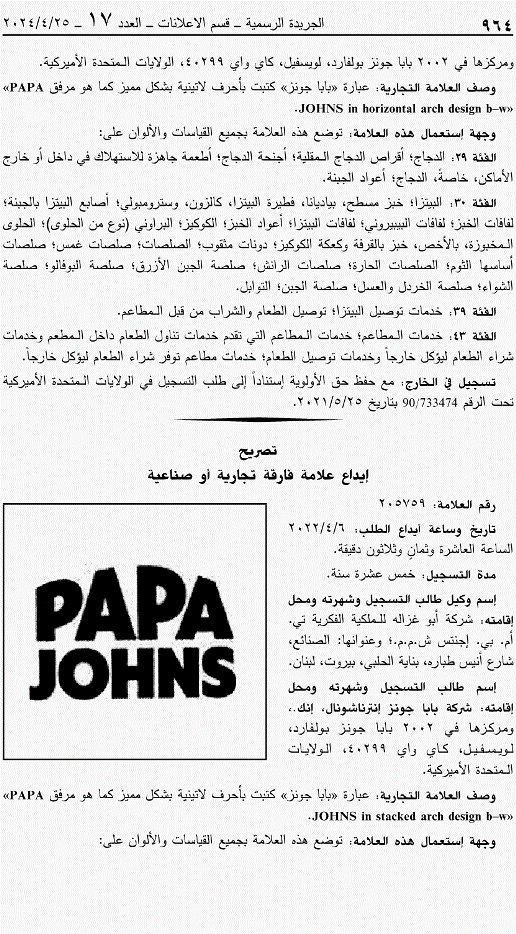 ٩٦٤ الجريدة الرسمية ـ قسم الاعلانات ـ العدد ١٧ ـ ٢٠٢٤/٤/٢٥
ومركزها في ٢٠٠٢ بابا جونز بولفارد، لويسفيل، كاي واي ٤٠٢٩٩، الولايات المتحدة الأميركية.
وصف العلامة التجارية: عبارة «بابا جونز» كتبت بأحرف لاتينية بشكل مميز كما هو مرفق «PAPA
JOHNS in horizontal arch design b–w».
وجهة إستعمال هذه العلامة: توضع هذه العلامة بجميع القياسات والألوان على:
الفئة ٢٩: الدجاج؛ أقراص الدجاج المقلية؛ أجنحة الدجاج؛ أطعمة جاهزة للاستهلاك في داخل أو خارج
الأماكن، خاصةً، الدجاج؛ أعواد الجبنة.
الفئة ٣٠: البيتزا؛ خبز مسطح، بيادياتا، فطيرة البيتزا، كالزون، وسترومبولي؛ أصابع البيتزا بالجبنة؛
لفافات الخبز؛ لفافات البيبيروني؛ لفافات البيتزا؛ أعواد الخبز؛ الكوكيز؛ البراوني (نوع من الحلوى)؛ الحلوى
المخبوزة، بالأخص، خبز بالقرفة وكعكة الكوكيز؛ دونات مثقوب؛ الصلصات؛ صلصات غمس؛ صلصات
أساسها الثوم؛ الصلصات الحارة؛ صلصات الرانش؛ صلصة الجبن الأزرق؛ صلصة البوفالو؛ صلصة
الشواء؛ صلصة الخردل والعسل؛ صلصة الجبن؛ التوابل.
الفئة ٣٩: خدمات توصيل البيتزا؛ توصيل الطعام والشراب من قبل المطاعم.
الفئة ٤٣: خدمات المطاعم؛ خدمات المطاعم التي تقدم خدمات تناول الطعام داخل المطعم وخدمات
شراء الطعام ليؤكل خارجاً وخدمات توصيل الطعام؛ خدمات مطاعم توفر شراء الطعام ليؤكل خارجاً.
تسجيل في الخارج: مع حفظ حق الأولوية إستناداً إلى طلب التسجيل في الولايات المتحدة الأميركية
تحت الرقم 90/733474 بتاريخ ٢٠٢١/٥/٢٥.
تصريح
إيداع علامة فارقة تجارية أو صناعية
رقم العلامة: ٢٠٥٧٥٩
تاريخ وساعة ايداع الطلب: ٢٠٢٢/٤/٦
الساعة العاشرة وثمانٍ وثلاثون دقيقة.
مدة التسجيل: خمس عشرة سنة.
إسم وكيل طالب التسجيل وشهرته ومحل
إقامته: شركة أبو غزاله للملكية الفكرية تي.
أم. بي. إجنتس ش.م.م.؛ وعنوانها: الصنائع،
شارع أنيس طباره، بناية الحلبي، بيروت، لبنان.
إسم طالب التسجيل وشهرته ومحل
إقامته: شركة بابا جونز إنترناشونال، إنك.،
ومركزها في ٢٠٠٢ بابا جونز بولفارد،
لويسفيل، كاي واي ٤٠٢٩٩، الولايات
المتحدة الأميركية.
PAPA
JOHNS
وصف العلامة التجارية: عبارة «بابا جونز» كتبت بأحرف لاتينية بشكل مميز كما هو مرفق «PAPA
JOHNS in stacked arch design b–w».
وجهة إستعمال هذه العلامة: توضع هذه العلامة بجميع القياسات والألوان على: